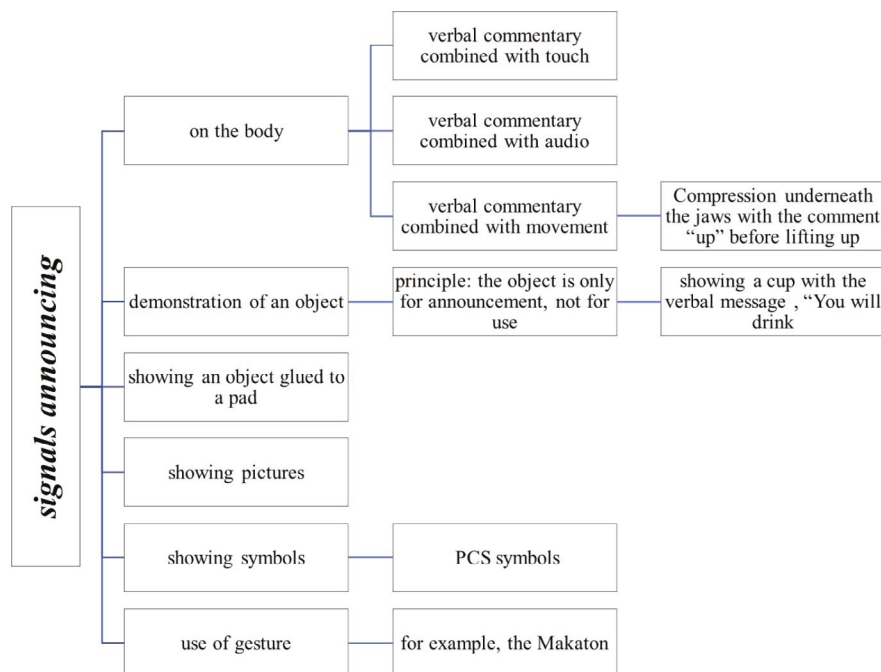 signals announcing
on the body
verbal commentary
combined with touch
verbal commentary
combined with audio
verbal commentary
combined with movement
Compression underneath
the jaws with the comment
“up” before lifting up
demonstration of an object
principle: the object is only
for announcement, not for
use
showing a cup with the
verbal message , “You will
drink
showing an object glued to
a pad
showing pictures
showing symbols
PCS symbols
use of gesture
for example, the Makaton